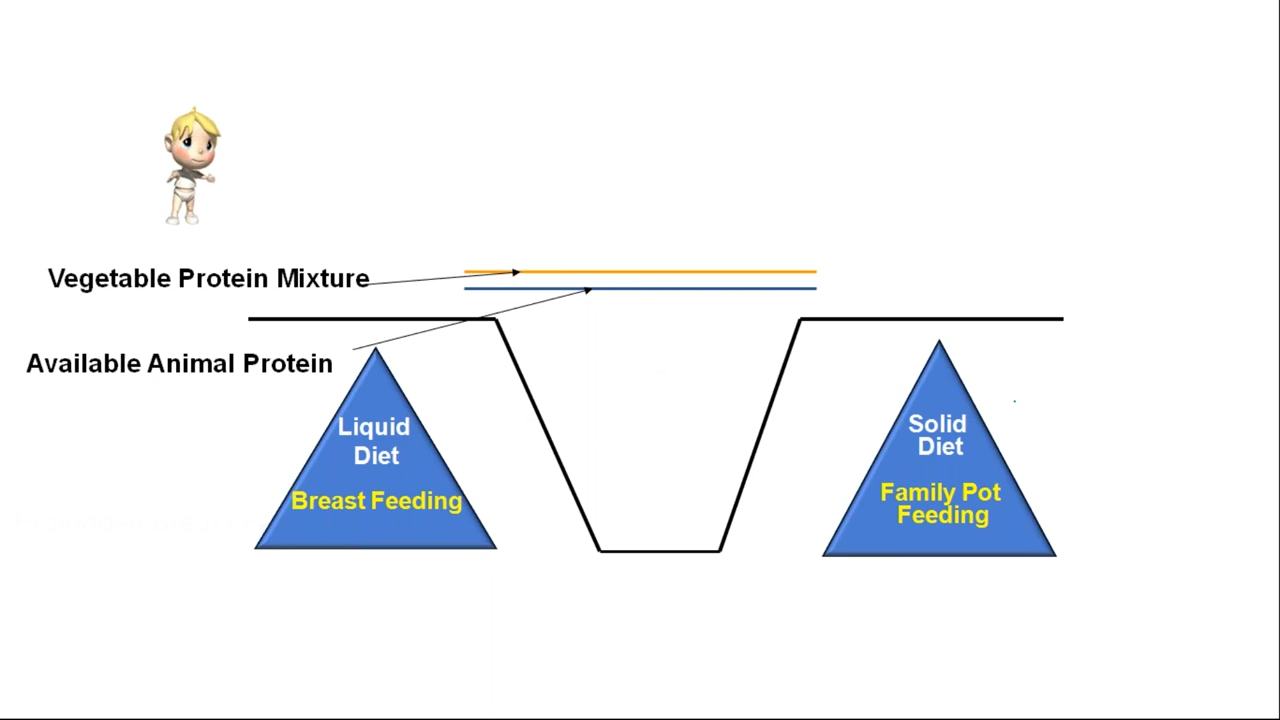 Vegetable Protein Mixture
Available Animal Protein
Liquid
Diet
Breast Feeding
Solid
Diet
Family Pot
Feeding